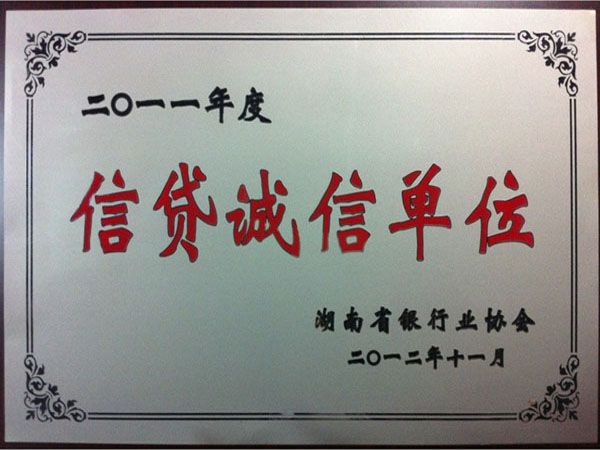 二〇一一年度
信贷诚信单位
湖南省银行业协会
二〇一二年十一月